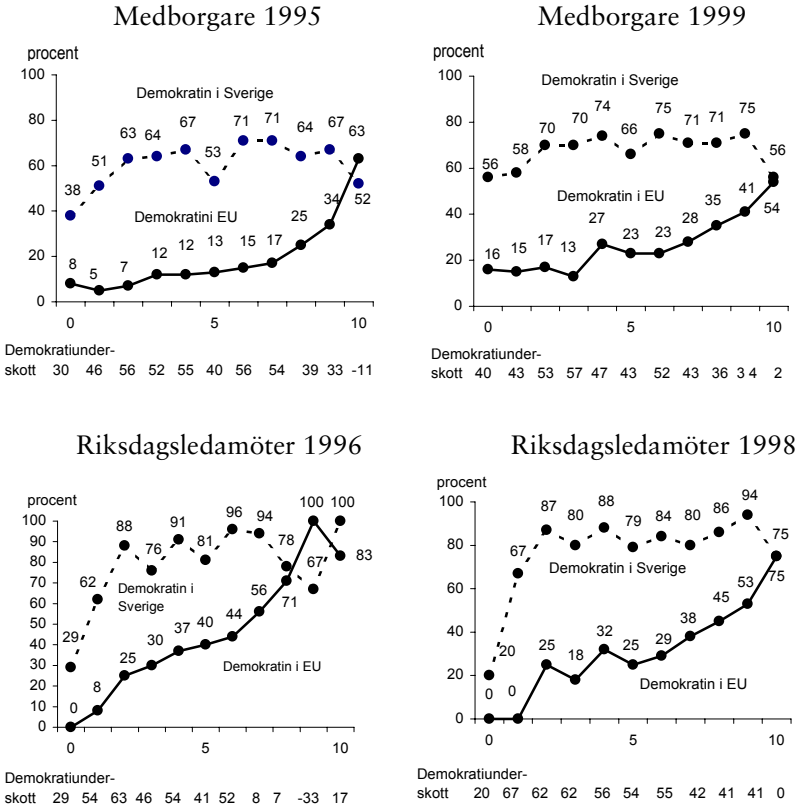 Medborgare 1995
procent
100
80
60
40
20
0
Demokratin i Sverige
38 51 63 64 67 53 71 71 64 67 63
Demokratini EU
8 5 7 12 12 13 15 17 25 34 52
0 5 10
Demokratiunder-
skott 30 46 56 52 55 40 56 54 39 33 -11
Medborgare 1999
procent
100
80
60
40
20
0
Demokratin i Sverige
56 58 70 70 74 66 75 71 71 75 56
Demokratin i EU
16 15 17 13 27 23 23 28 35 41 54
0 5 10
Demokratiunder-
skott 40 43 53 57 47 43 52 43 36 3 4 2
Riksdagsledamöter 1996
procent
100
90
80
70
60
50
40
30
20
10
0
29 62 88 76 91 81 96 94 78 67 100 100
Demokratin i
Sverige
0 8 25 30 37 40 44 56 71 83
Demokratin i EU
0 5 10
Demokratiunder-
skott 29 54 63 46 54 41 52 8 7 -33 17
Riksdagsledamöter 1998
procent
100
80
60
40
20
0
20 67 87 80 88 79 84 80 86 94 75
Demokratin i Sverige
0 0 25 18 32 25 29 38 45 53 75
Demokratin i EU
0 5 10
Demokratiunder-
skott 20 67 62 62 56 54 55 42 41 41 0